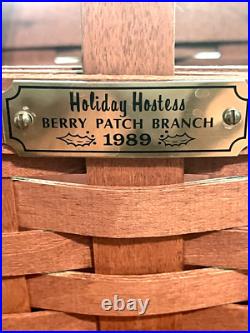 Holiday Hostess
BERRY PATCH BRANCH
1989